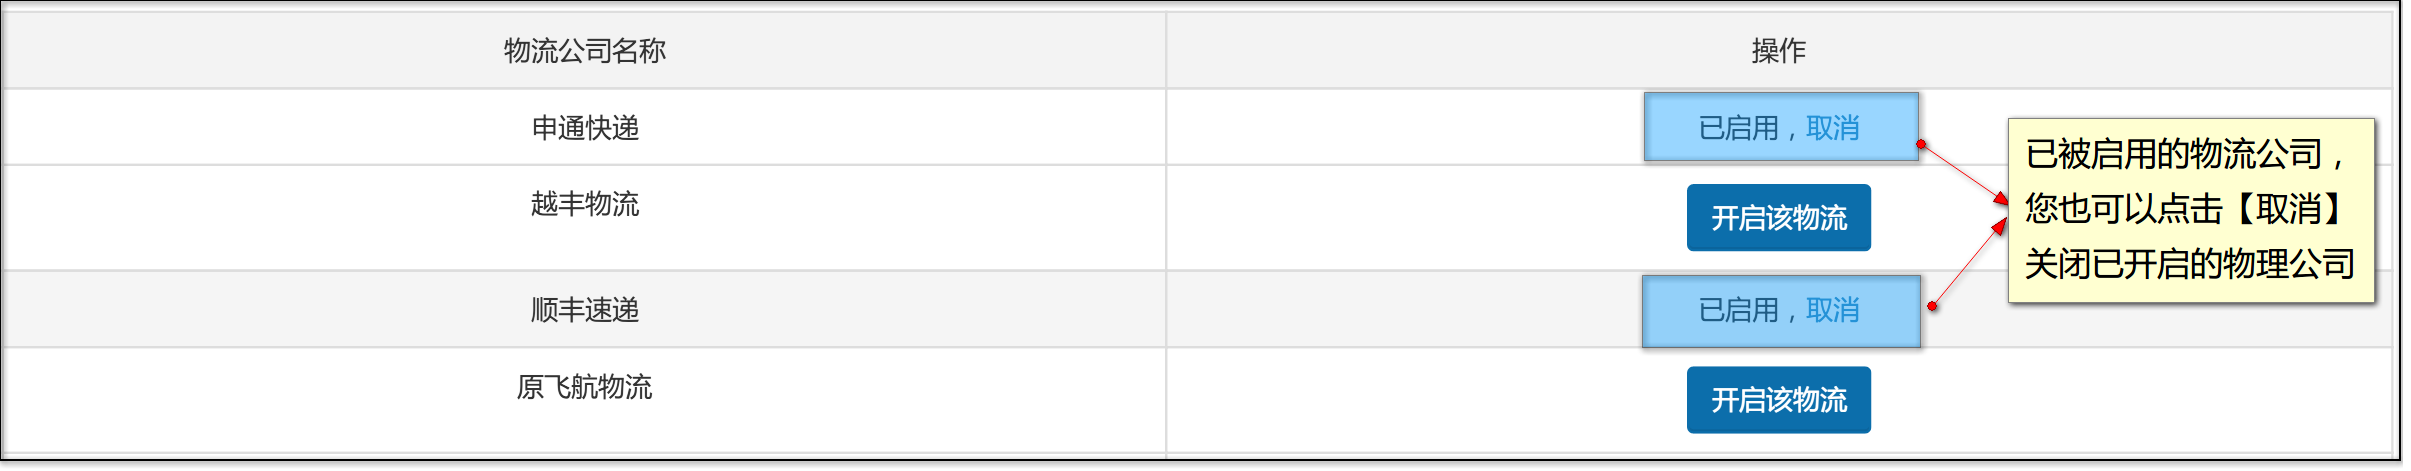 物流公司名称 操作
申通快递 已启用，取消
越丰物流 开启该物流
顺丰速递 已启用，取消
原飞航物流 开启该物流
已被启用的物流公司，
您也可以点击【取消】
关闭已开启的物理公司